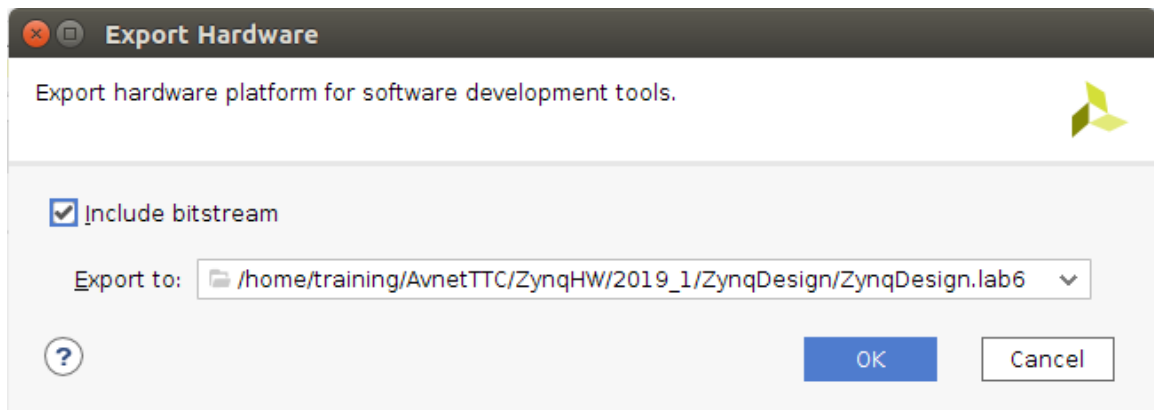 Export Hardware
Export hardware platform for software development tools.
Include bitstream
Export to: /home/training/AvnetTTC/ZynqHW/2019_1/ZynqDesign/ZynqDesign.lab6
? OK Cancel